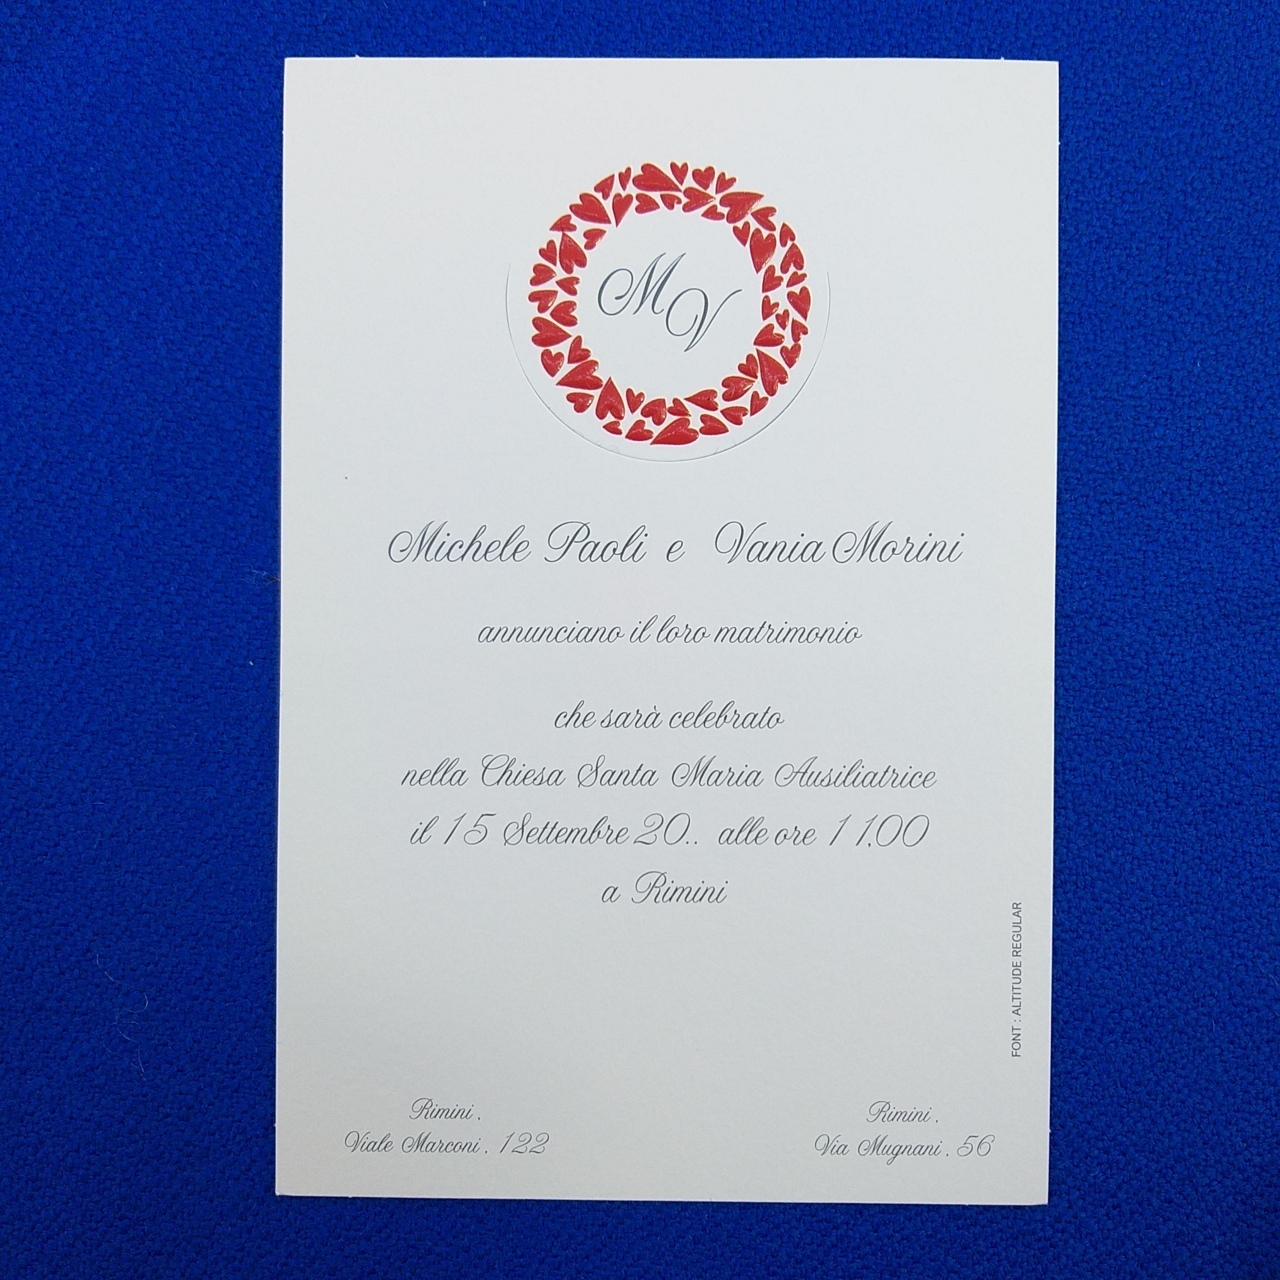 M
V
Michele Paoli e Vania Morini
annunciano il loro matrimonio
che sarà celebrato
nella Chiesa Santa Maria Ausiliatrice
il 15 Settembre 20.. alle ore 11,00
a Rimini
FONT : ALTITUDE REGULAR
Rimini .
Viale Marconi . 122
Rimini .
Via Mugnani . 56